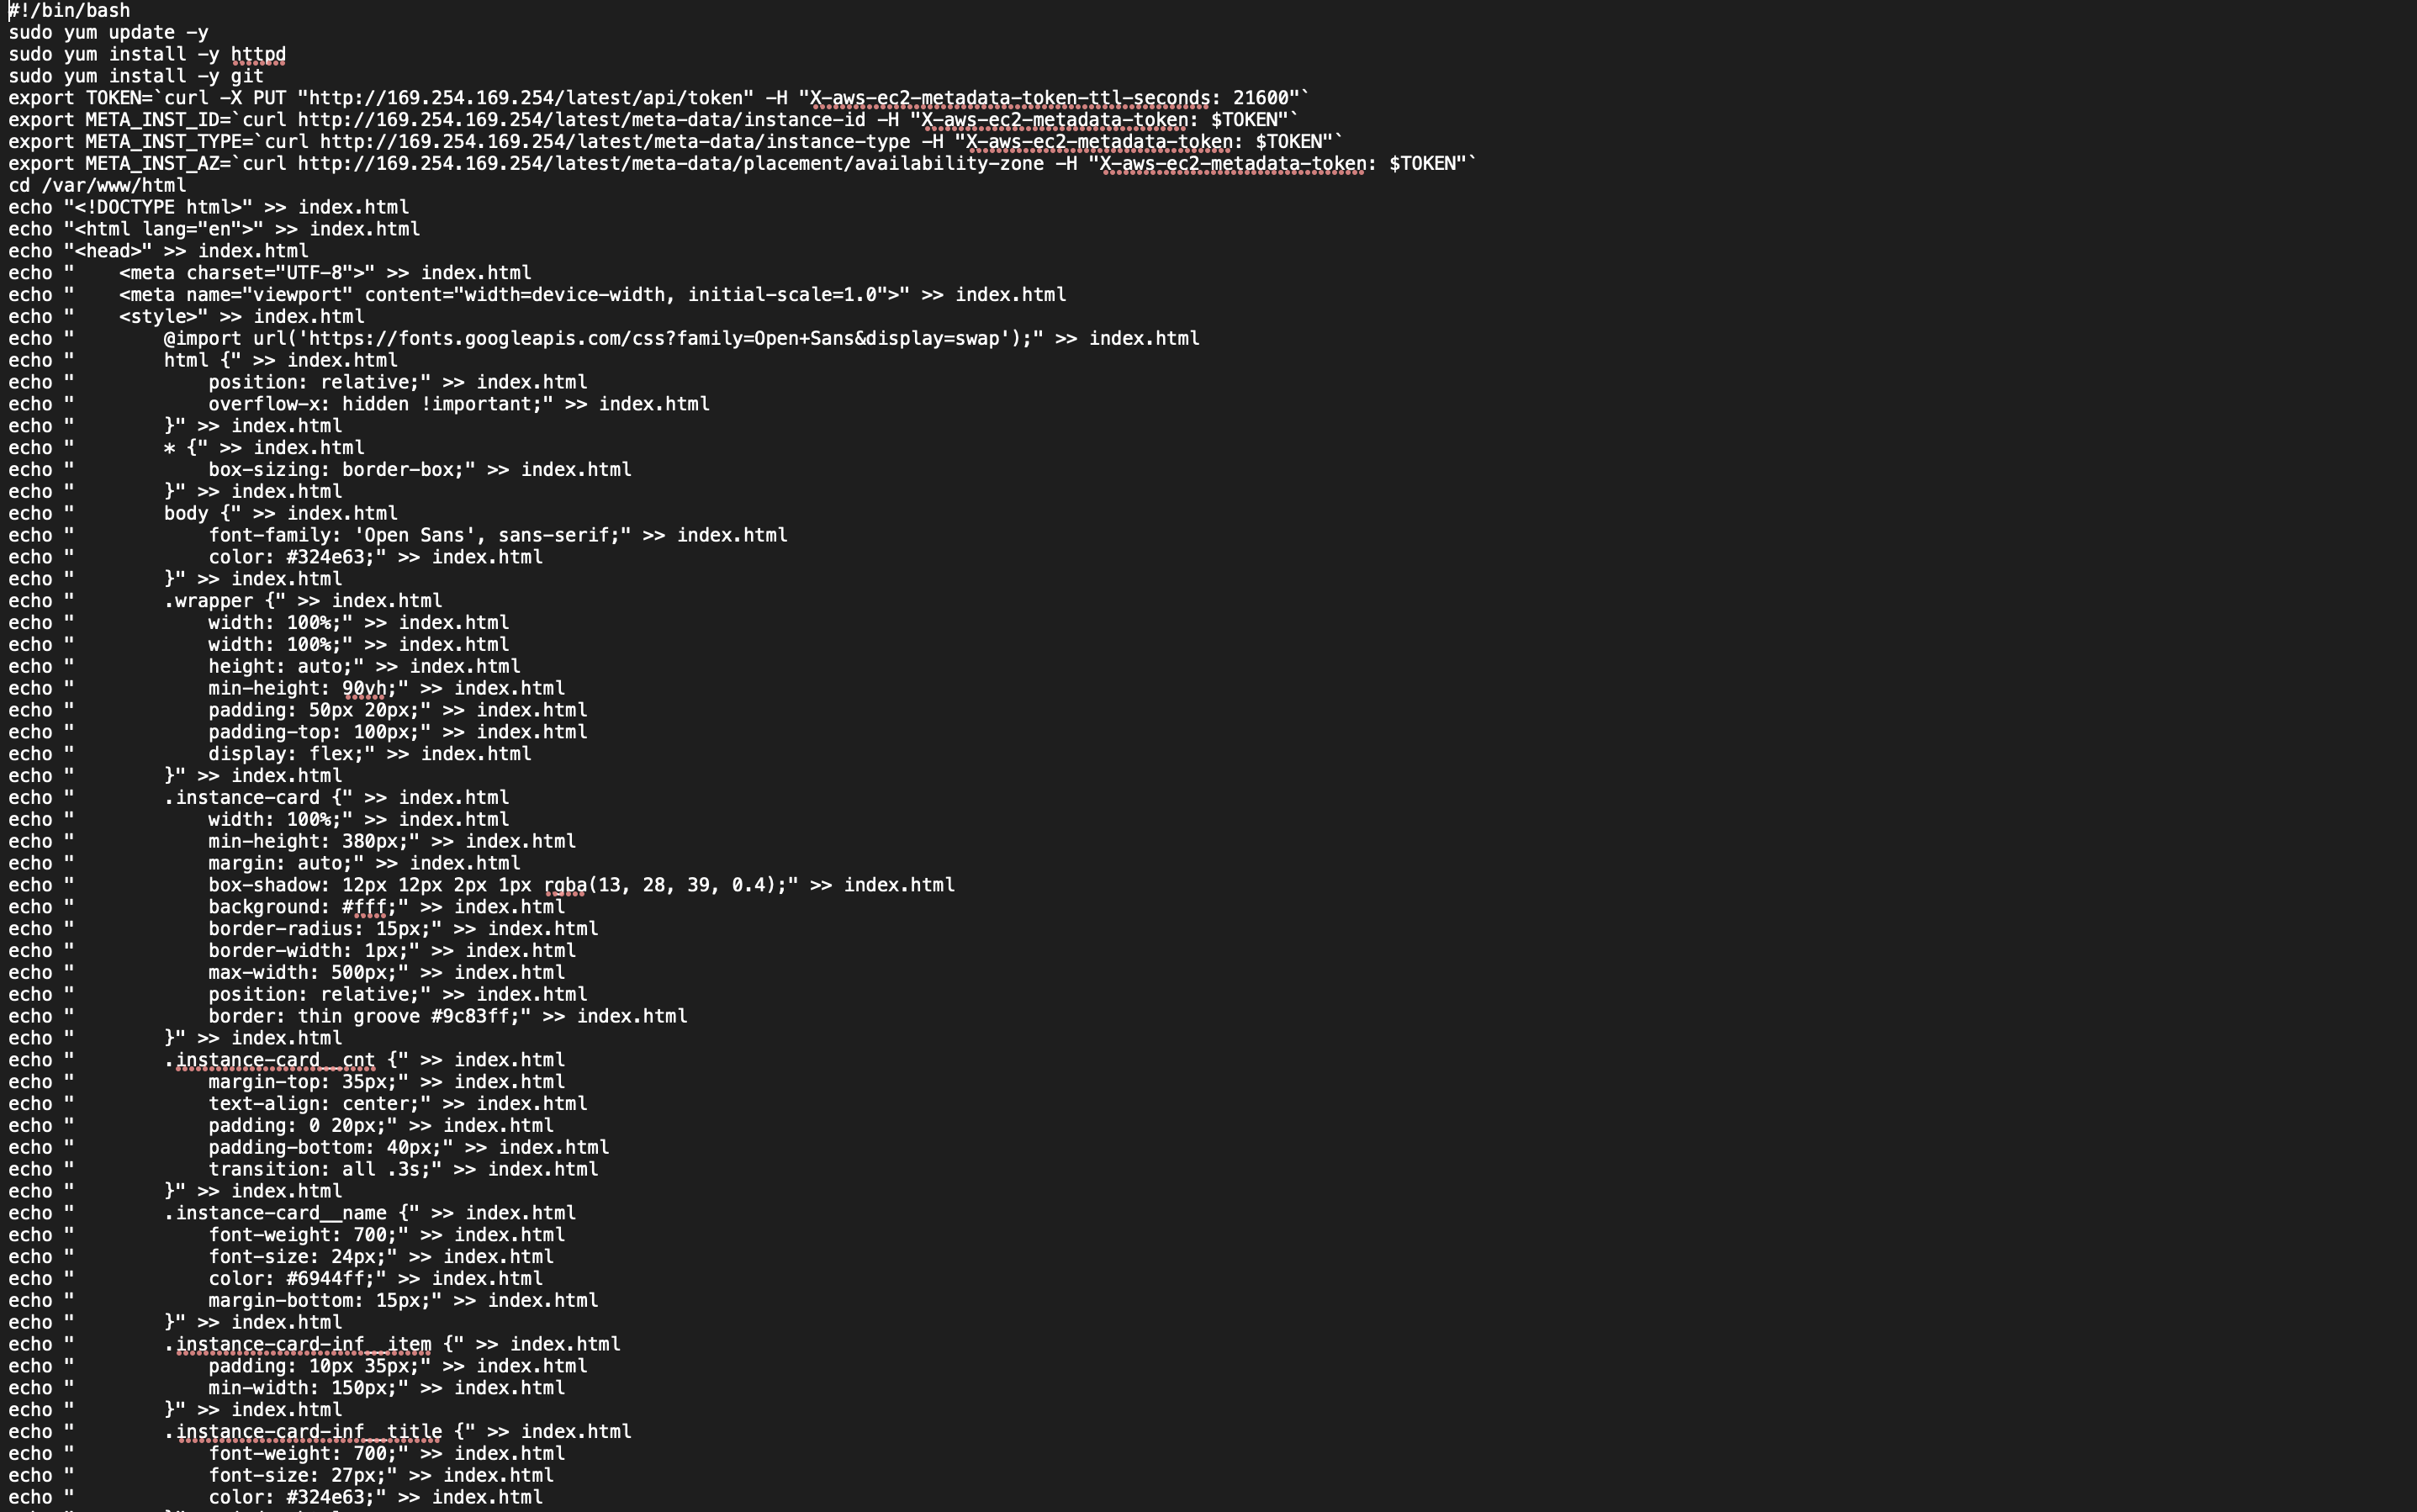 #!/bin/bash
sudo yum update -y
sudo yum install -y httpd
sudo yum install -y git
export TOKEN=`curl -X PUT "http://169.254.169.254/latest/api/token" -H "X-aws-ec2-metadata-token-ttl-seconds: 21600"`
export META_INST_ID=`curl http://169.254.169.254/latest/meta-data/instance-id -H "X-aws-ec2-metadata-token: $TOKEN"`
export META_INST_TYPE=`curl http://169.254.169.254/latest/meta-data/instance-type -H "X-aws-ec2-metadata-token: $TOKEN"`
export META_INST_AZ=`curl http://169.254.169.254/latest/meta-data/placement/availability-zone -H "X-aws-ec2-metadata-token: $TOKEN"`
cd /var/www/html
echo "<!DOCTYPE html>" >> index.html
echo "<html lang="en">" >> index.html
echo "<head>" >> index.html
echo "    <meta charset="UTF-8">" >> index.html
echo "    <meta name="viewport" content="width=device-width, initial-scale=1.0">" >> index.html
echo "    <style>" >> index.html
echo "        @import url('https://fonts.googleapis.com/css?family=Open+Sans&display=swap');" >> index.html
echo "        html {" >> index.html
echo "            position: relative;" >> index.html
echo "            overflow-x: hidden !important;" >> index.html
echo "        }" >> index.html
echo "        * {" >> index.html
echo "            box-sizing: border-box;" >> index.html
echo "        }" >> index.html
echo "        body {" >> index.html
echo "            font-family: 'Open Sans', sans-serif;" >> index.html
echo "            color: #324e63;" >> index.html
echo "        }" >> index.html
echo "        .wrapper {" >> index.html
echo "            width: 100%;" >> index.html
echo "            width: 100%;" >> index.html
echo "            height: auto;" >> index.html
echo "            min-height: 90vh;" >> index.html
echo "            padding: 50px 20px;" >> index.html
echo "            padding-top: 100px;" >> index.html
echo "            display: flex;" >> index.html
echo "        }" >> index.html
echo "        .instance-card {" >> index.html
echo "            width: 100%;" >> index.html
echo "            min-height: 380px;" >> index.html
echo "            margin: auto;" >> index.html
echo "            box-shadow: 12px 12px 2px 1px rgba(13, 28, 39, 0.4);" >> index.html
echo "            background: #fff;" >> index.html
echo "            border-radius: 15px;" >> index.html
echo "            border-width: 1px;" >> index.html
echo "            max-width: 500px;" >> index.html
echo "            position: relative;" >> index.html
echo "            border: thin groove #9c83ff;" >> index.html
echo "        }" >> index.html
echo "        .instance-card__cnt {" >> index.html
echo "            margin-top: 35px;" >> index.html
echo "            text-align: center;" >> index.html
echo "            padding: 0 20px;" >> index.html
echo "            padding-bottom: 40px;" >> index.html
echo "            transition: all .3s;" >> index.html
echo "        }" >> index.html
echo "        .instance-card__name {" >> index.html
echo "            font-weight: 700;" >> index.html
echo "            font-size: 24px;" >> index.html
echo "            color: #6944ff;" >> index.html
echo "            margin-bottom: 15px;" >> index.html
echo "        }" >> index.html
echo "        .instance-card-inf__item {" >> index.html
echo "            padding: 10px 35px;" >> index.html
echo "            min-width: 150px;" >> index.html
echo "        }" >> index.html
echo "        .instance-card-inf__title {" >> index.html
echo "            font-weight: 700;" >> index.html
echo "            font-size: 27px;" >> index.html
echo "            color: #324e63;" >> index.html